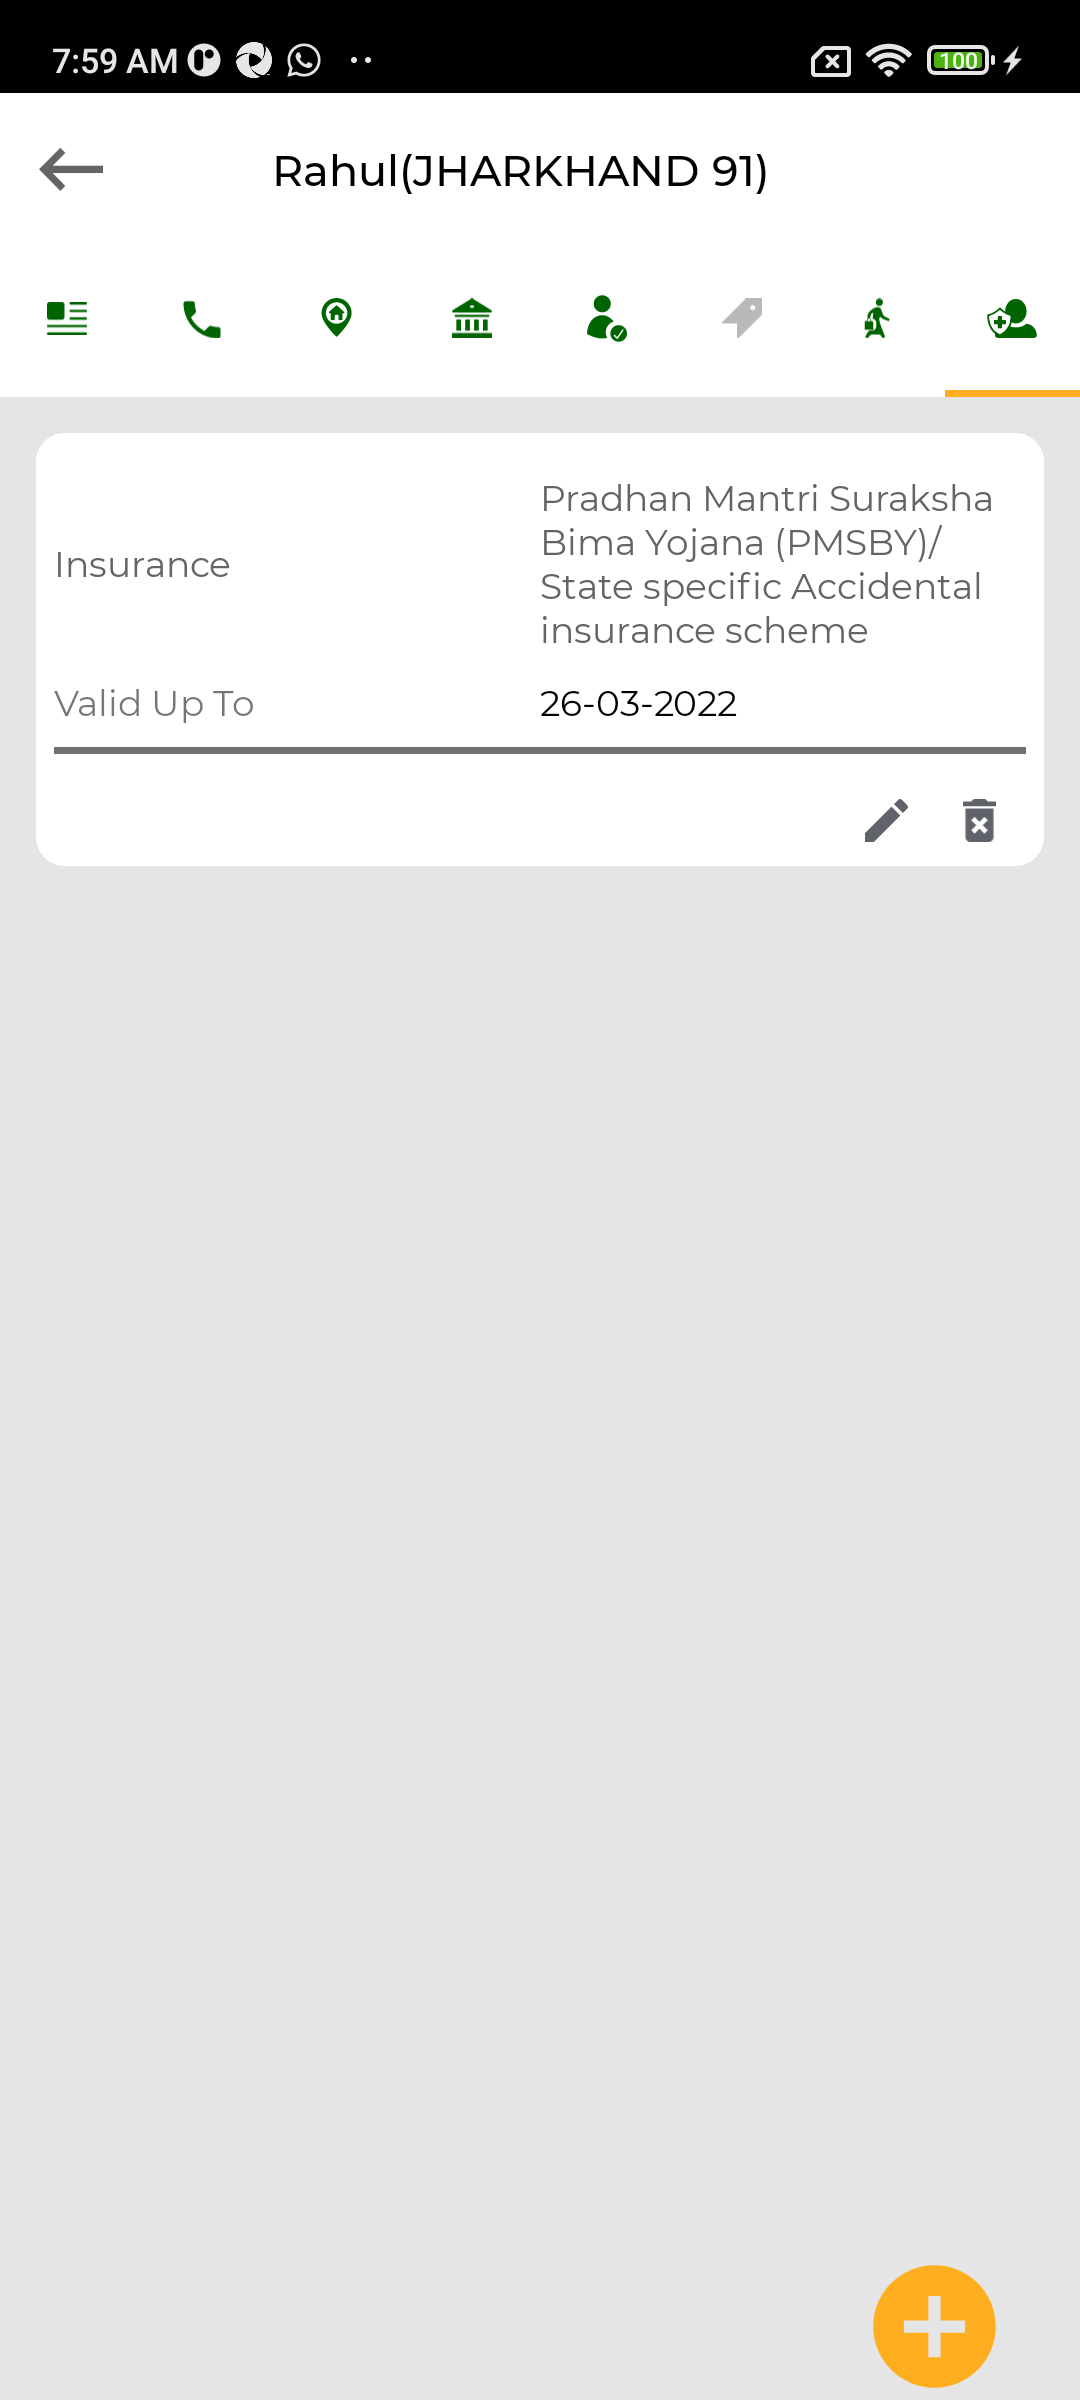 7:59 AM
100
Rahul(JHARKHAND 91)
Insurance
Pradhan Mantri Suraksha
Bima Yojana (PMSBY)/
State specific Accidental
insurance scheme
Valid Up To
26-03-2022